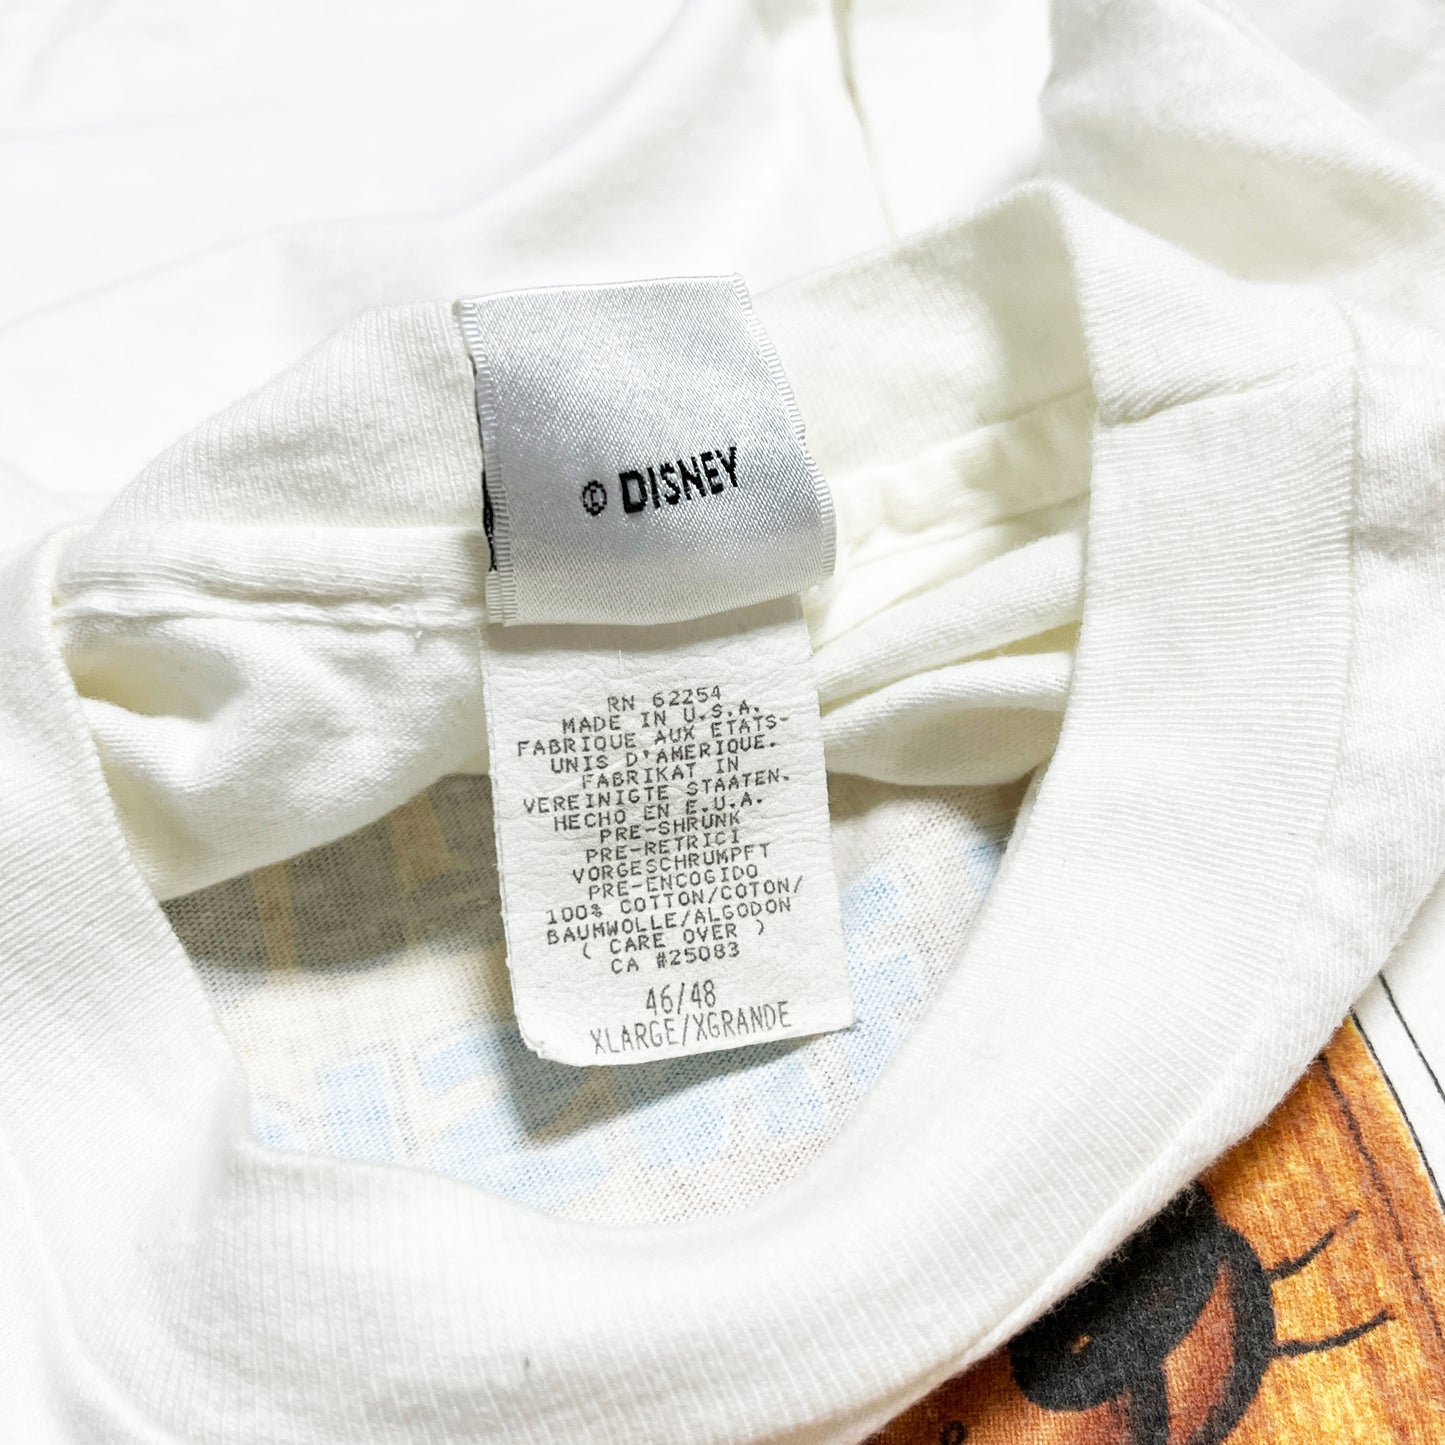 © DISNEY
RN 62254
MADE IN U.S.A.
FABRIQUE AUX ETATS-
UNIS D'AMERIQUE.
FABRIKAT IN
VEREINIGTE STAATEN.
HECHO EN E.U.A.
PRE-SHRUNK
PRE-RETRICI
VORGESCHRUMPFT
PRE-ENCOGIDO
100% COTTON/COTON/
BAUMWOLLE/ALGODON
( CARE OVER )
CA #25083
46/48
XLARGE/XGRANDE